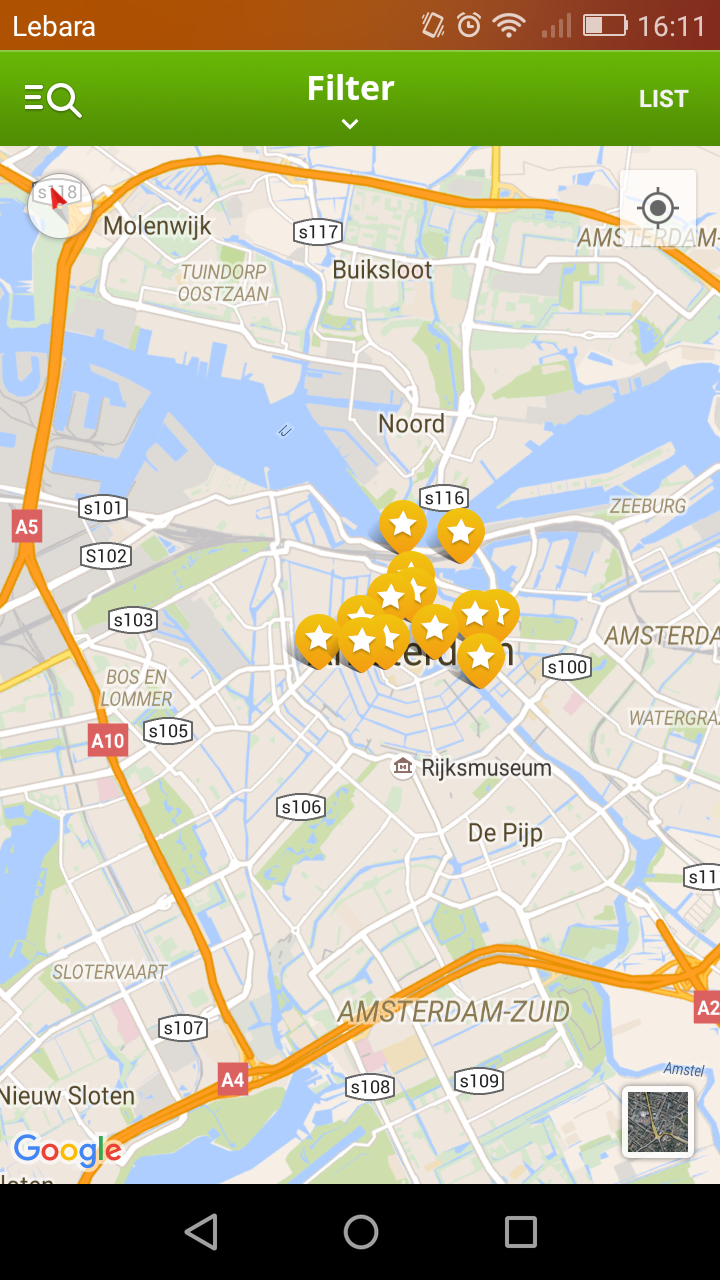 Lebara
16:11
Filter
LIST
s118
Molenwijk
s117
AMSTERDAM-
TUINDORP
OOSTZAAN
Buiksloot
Noord
s116
s101
ZEEBURG
A5
S102
s103
AMSTERDA
s100
BOS EN
LOMMER
WATERGRA
A10
s105
Rijksmuseum
s106
De Pijp
s11
SLOTERVAART
AMSTERDAM-ZUID
A2
s107
Amstel
A4
s108
s109
Nieuw Sloten
Google